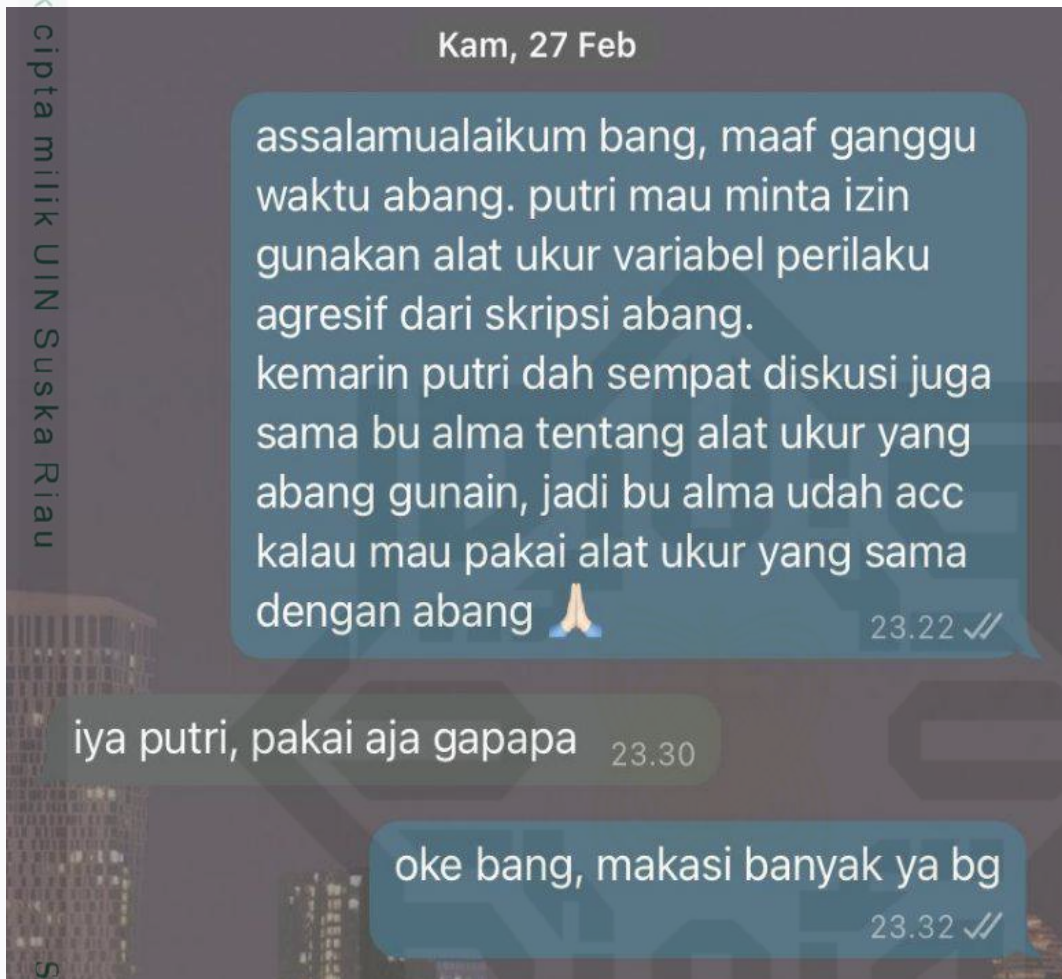 Kam, 27 Feb
assalamualaikum bang, maaf ganggu
waktu abang. putri mau minta izin
gunakan alat ukur variabel perilaku
agresif dari skripsi abang.
kemarin putri dah sempat diskusi juga
sama bu alma tentang alat ukur yang
abang gunain, jadi bu alma udah acc
kalau mau pakai alat ukur yang sama
dengan abang 🙏🏻
23.22
iya putri, pakai aja gapapa 23.30
oke bang, makasi banyak ya bg
23.32
cipta milik UIN Suska Riau